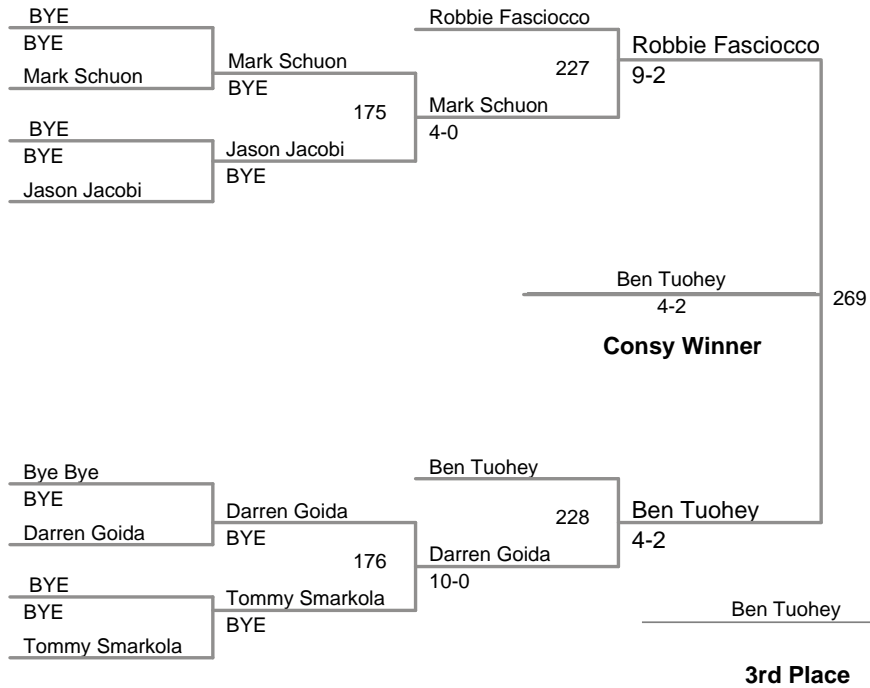 BYE
BYE
Mark Schuon
BYE
BYE
Jason Jacobi
Mark Schuon
BYE
175
Jason Jacobi
BYE
Robbie Fasciocco
227
Mark Schuon
4-0
Robbie Fasciocco
9-2
Ben Tuohey
4-2
269
Consy Winner
Bye Bye
BYE
Darren Goida
BYE
BYE
Tommy Smarkola
Darren Goida
BYE
176
Tommy Smarkola
BYE
Ben Tuohey
228
Darren Goida
10-0
Ben Tuohey
4-2
Ben Tuohey
3rd Place